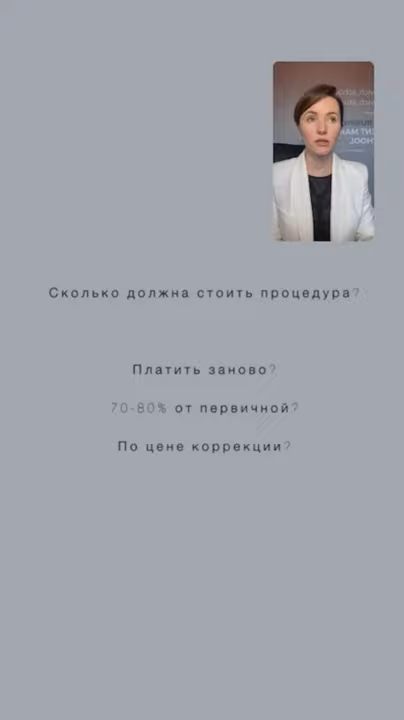 Сколько должна стоить процедура?
Платить заново?
70-80% от первичной?
По цене коррекции?